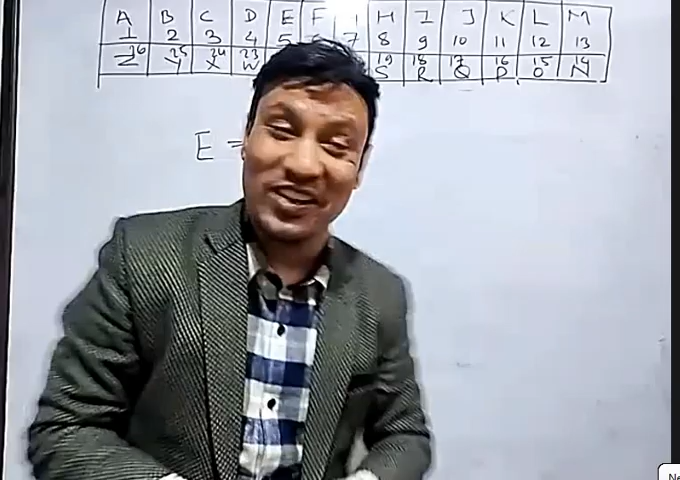 A B C D E F H I J K L M
1 2 3 4 5 7 8 9 10 11 12 13
26 25 24 23 19 18 17 16 15 14
Z Y X W S R Q P O N
E =
Ne